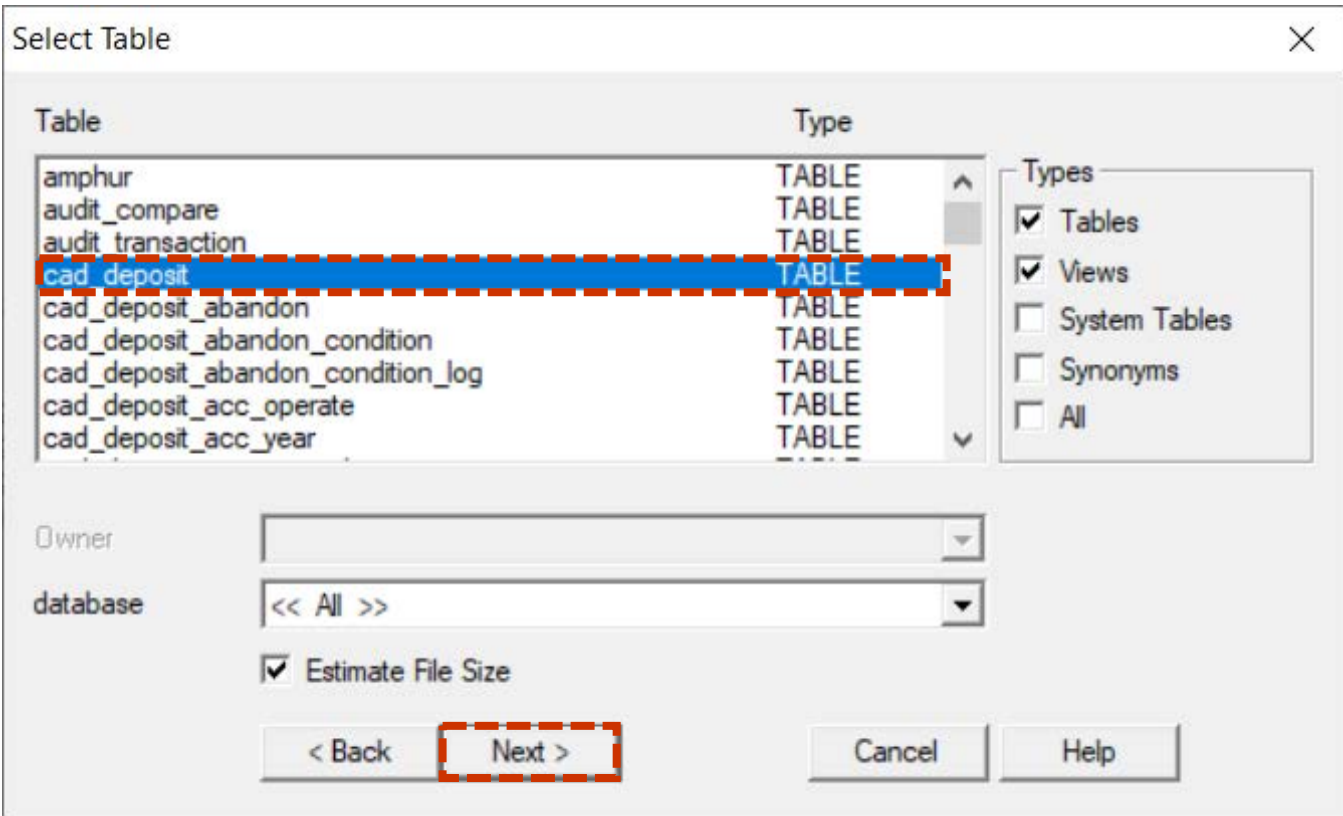 Select Table
Table Type
amphur TABLE
audit_compare TABLE
audit_transaction TABLE
cad_deposit TABLE
cad_deposit_abandon TABLE
cad_deposit_abandon_condition TABLE
cad_deposit_abandon_condition_log TABLE
cad_deposit_acc_operate TABLE
cad_deposit_acc_year TABLE
Types
Tables
Views
System Tables
Synonyms
All
Owner
database << All >>
Estimate File Size
< Back Next > Cancel Help